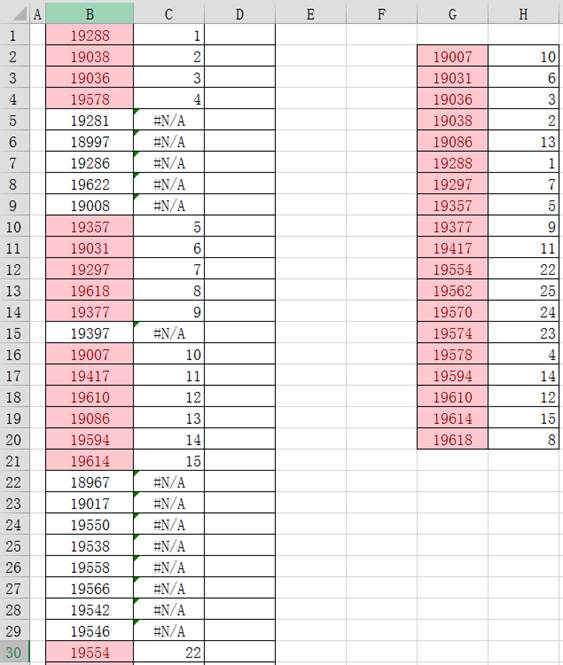 A B C D E F G H
1 19288 1
2 19038 2 19007 10
3 19036 3 19031 6
4 19578 4 19036 3
5 19281 #N/A 19038 2
6 18997 #N/A 19086 13
7 19286 #N/A 19288 1
8 19622 #N/A 19297 7
9 19008 #N/A 19357 5
10 19357 5 19377 9
11 19031 6 19417 11
12 19297 7 19554 22
13 19618 8 19562 25
14 19377 9 19570 24
15 19397 #N/A 19574 23
16 19007 10 19578 4
17 19417 11 19594 14
18 19610 12 19610 12
19 19086 13 19614 15
20 19594 14 19618 8
21 19614 15
22 18967 #N/A
23 19017 #N/A
24 19550 #N/A
25 19538 #N/A
26 19558 #N/A
27 19566 #N/A
28 19542 #N/A
29 19546 #N/A
30 19554 22